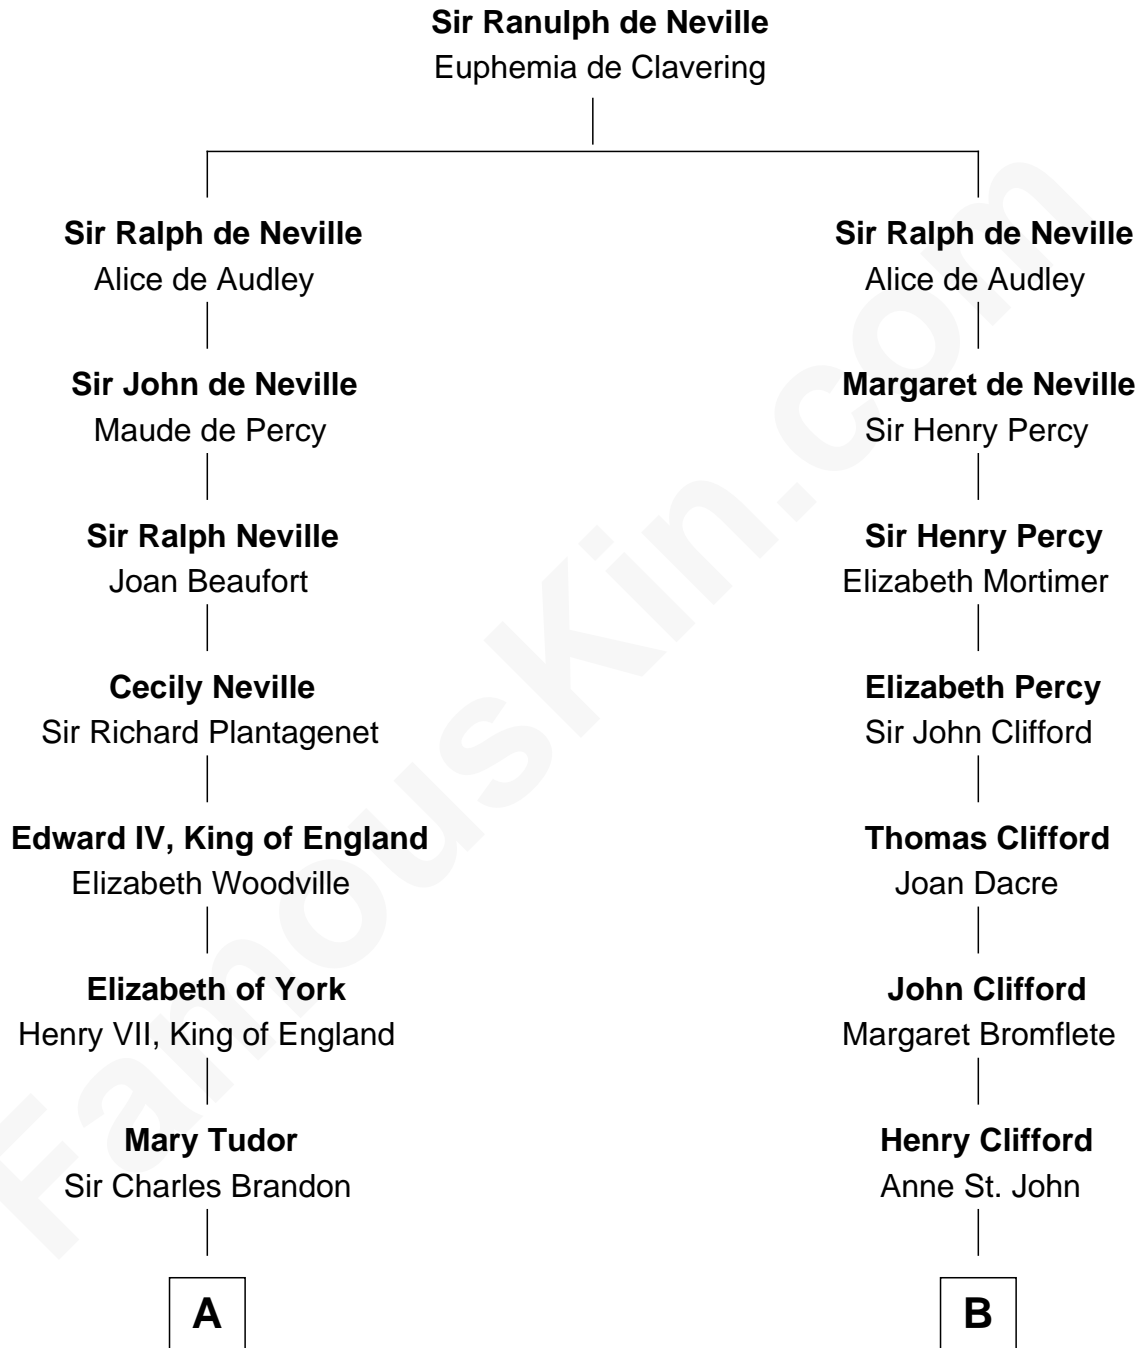 Sir Ranulph de Neville
Euphemia de Clavering
Sir Ralph de Neville
Alice de Audley
Sir John de Neville
Maude de Percy
Sir Ralph Neville
Joan Beaufort
Cecily Neville
Sir Richard Plantagenet
Edward IV, King of England
Elizabeth Woodville
Elizabeth of York
Henry VII, King of England
Mary Tudor
Sir Charles Brandon
A
Sir Ralph de Neville
Alice de Audley
Margaret de Neville
Sir Henry Percy
Sir Henry Percy
Elizabeth Mortimer
Elizabeth Percy
Sir John Clifford
Thomas Clifford
Joan Dacre
John Clifford
Margaret Bromflete
Henry Clifford
Anne St. John
B
FamousKin.com